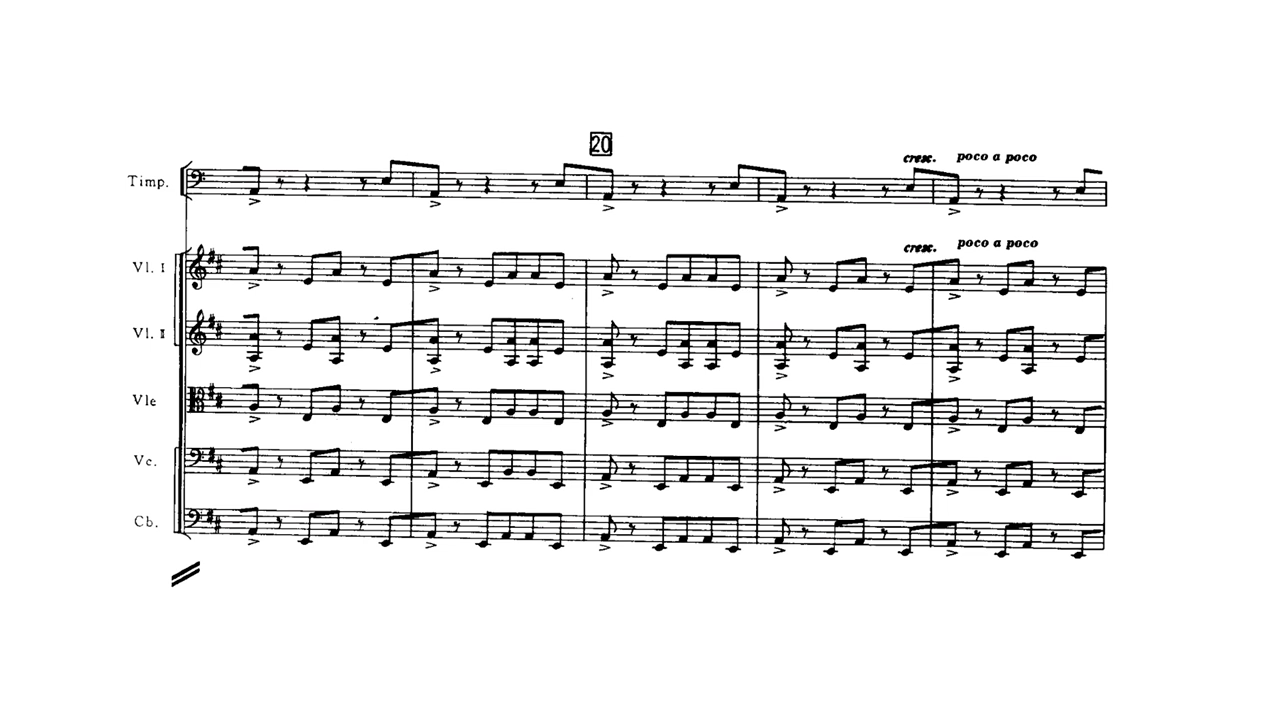 20
cresc. poco a poco
Timp.
cresc. poco a poco
Vl. I
Vl. II
Vle
Vc.
Cb.